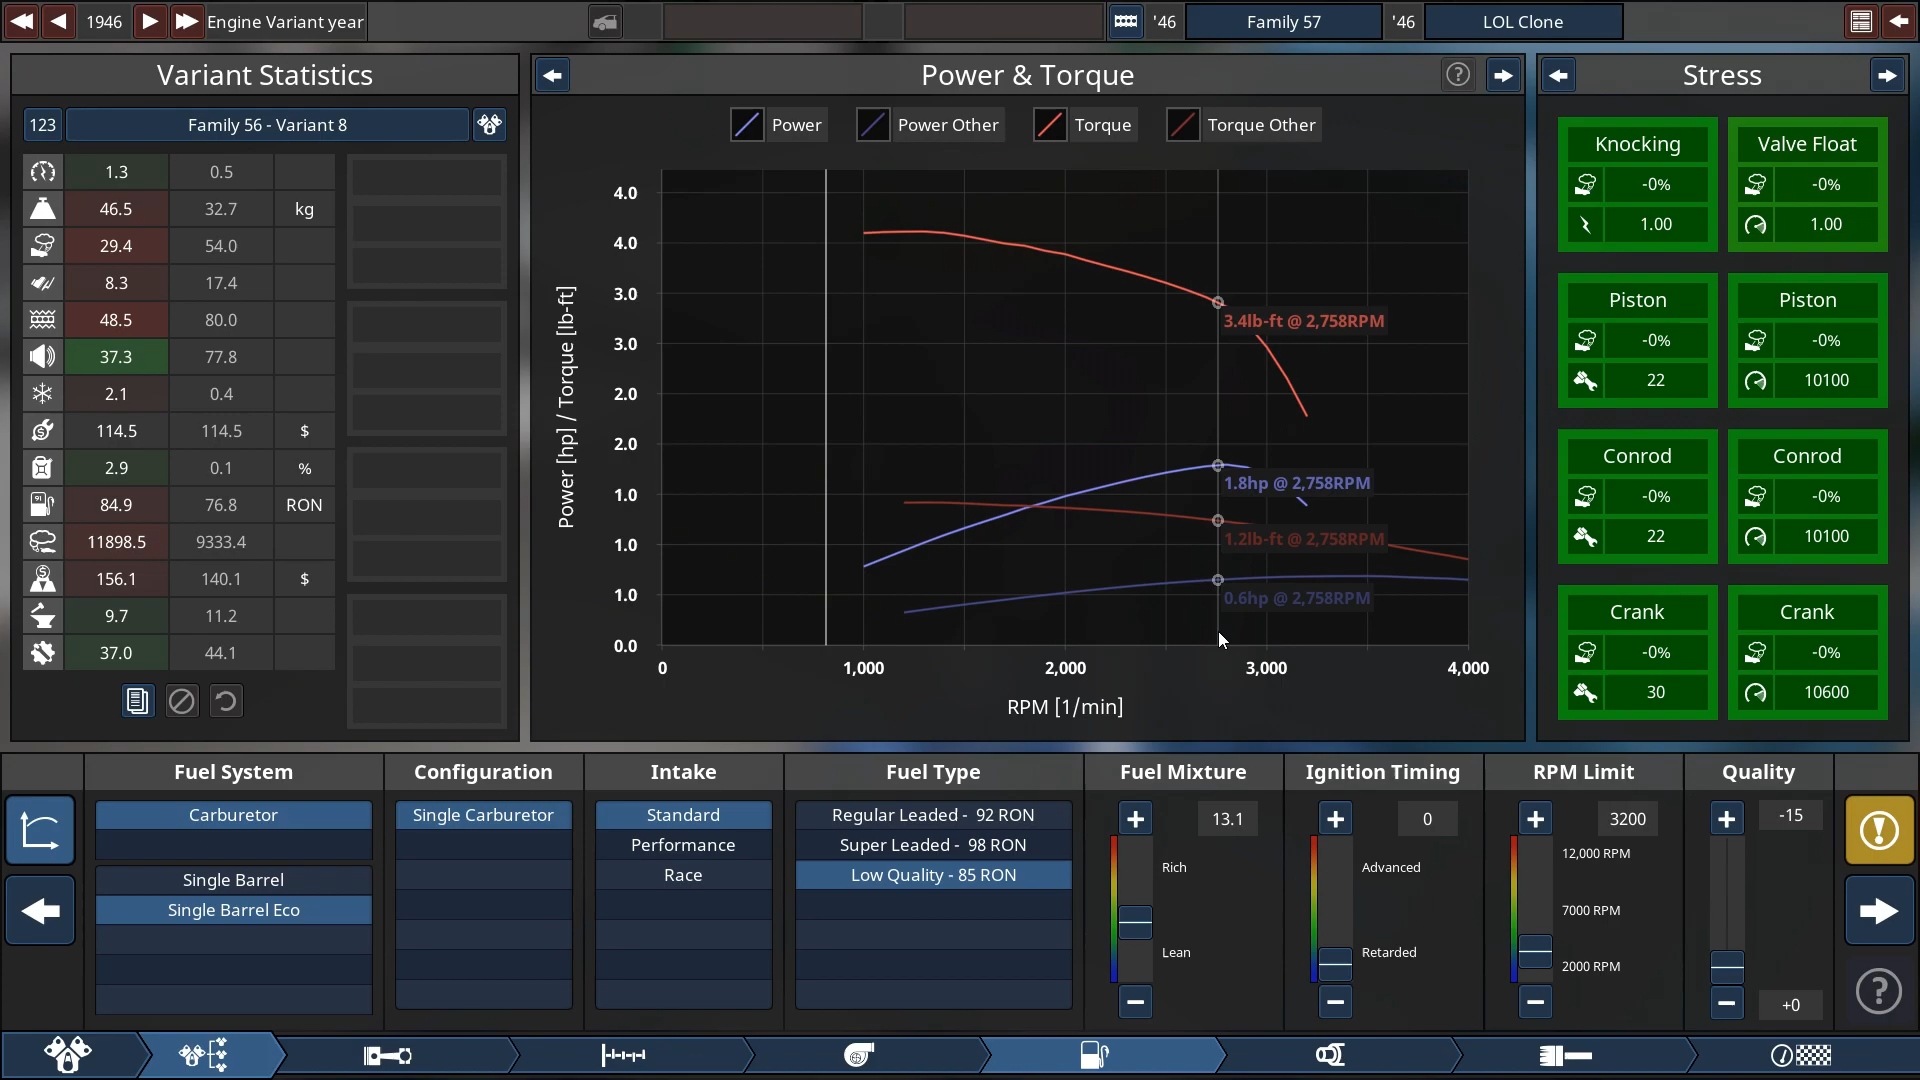 1946
Engine Variant year
'46
Family 57
'46
LOL Clone
Variant Statistics
123
Family 56 - Variant 8
1.3 0.5
46.5 32.7 kg
29.4 54.0
8.3 17.4
48.5 80.0
37.3 77.8
2.1 0.4
114.5 114.5 $
2.9 0.1 %
84.9 76.8 RON
11898.5 9333.4
156.1 140.1 $
9.7 11.2
37.0 44.1
Power & Torque
?
Power
Power Other
Torque
Torque Other
Power [hp] / Torque [lb-ft]
4.0
4.0
3.0
3.0
2.0
2.0
1.0
1.0
1.0
0.0
3.4lb-ft @ 2,758RPM
1.8hp @ 2,758RPM
1.2lb-ft @ 2,758RPM
0.6hp @ 2,758RPM
0 1,000 2,000 3,000 4,000
RPM [1/min]
Stress
Knocking
-0%
1.00
Valve Float
-0%
1.00
Piston
-0%
22
Piston
-0%
10100
Conrod
-0%
22
Conrod
-0%
10100
Crank
-0%
30
Crank
-0%
10600
Fuel System
Carburetor
Single Barrel
Single Barrel Eco
Configuration
Single Carburetor
Intake
Standard
Performance
Race
Fuel Type
Regular Leaded - 92 RON
Super Leaded - 98 RON
Low Quality - 85 RON
Fuel Mixture
13.1
Rich
Lean
Ignition Timing
0
Advanced
Retarded
RPM Limit
3200
12,000 RPM
7000 RPM
2000 RPM
Quality
-15
+0
?